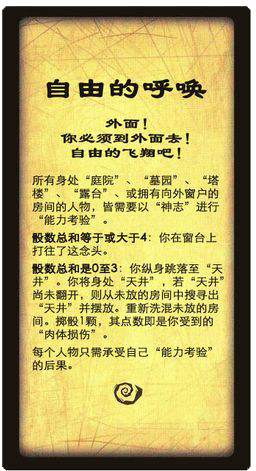 自由的呼唤
外面！
你必须到外面去！
自由的飞翔吧！
所有身处“庭院”、“墓园”、“塔
楼”、“露台”、或拥有向外窗户的
房间的人物，皆需要以“神志”进行
“能力考验”。
骰数总和等于或大于4：你在窗台上
打往了这念头。
骰数总和是0至3：你纵身跳落至“天
井”。你将身处“天井”，若“天井”
尚未翻开，则从未放的房间中搜寻出
“天井”并摆放。重新洗混未放的房
间。掷骰1颗，其点数即是你受到的
“肉体损伤”。
每个人物只需承受自己“能力考验”
的后果。